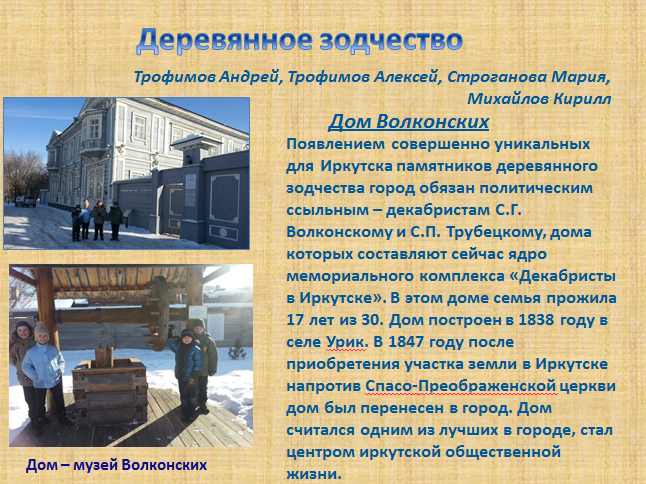 Деревянное зодчество
Трофимов Андрей, Трофимов Алексей, Строганова Мария,
Михайлов Кирилл
Дом Волконских
Появлением совершенно уникальных
для Иркутска памятников деревянного
зодчества город обязан политическим
ссыльным – декабристам С.Г.
Волконскому и С.П. Трубецкому, дома
которых составляют сейчас ядро
мемориального комплекса «Декабристы
в Иркутске». В этом доме семья прожила
17 лет из 30. Дом построен в 1838 году в
селе Урик. В 1847 году после
приобретения участка земли в Иркутске
напротив Спасо-Преображенской церкви
дом был перенесен в город. Дом
считался одним из лучших в городе, стал
центром иркутской общественной
жизни.
Дом – музей Волконских